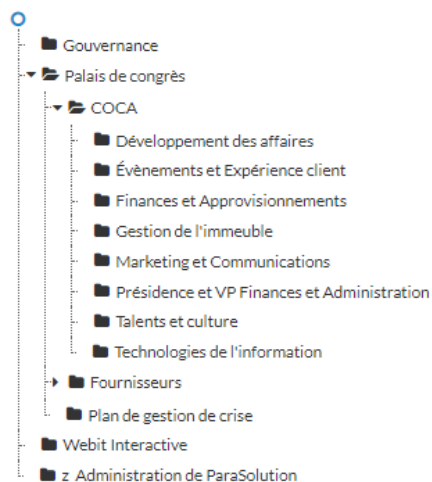 Gouvernance
Palais de congrès
COCA
Développement des affaires
Évènements et Expérience client
Finances et Approvisionnements
Gestion de l'immeuble
Marketing et Communications
Présidence et VP Finances et Administration
Talents et culture
Technologies de l'information
Fournisseurs
Plan de gestion de crise
Webit Interactive
z Administration de ParaSolution